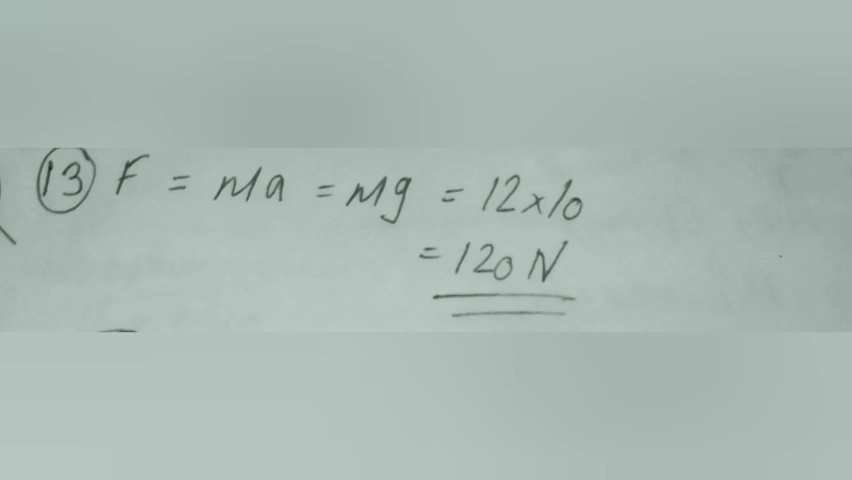 13 F = Ma = Mg = 12×10
= 120 N